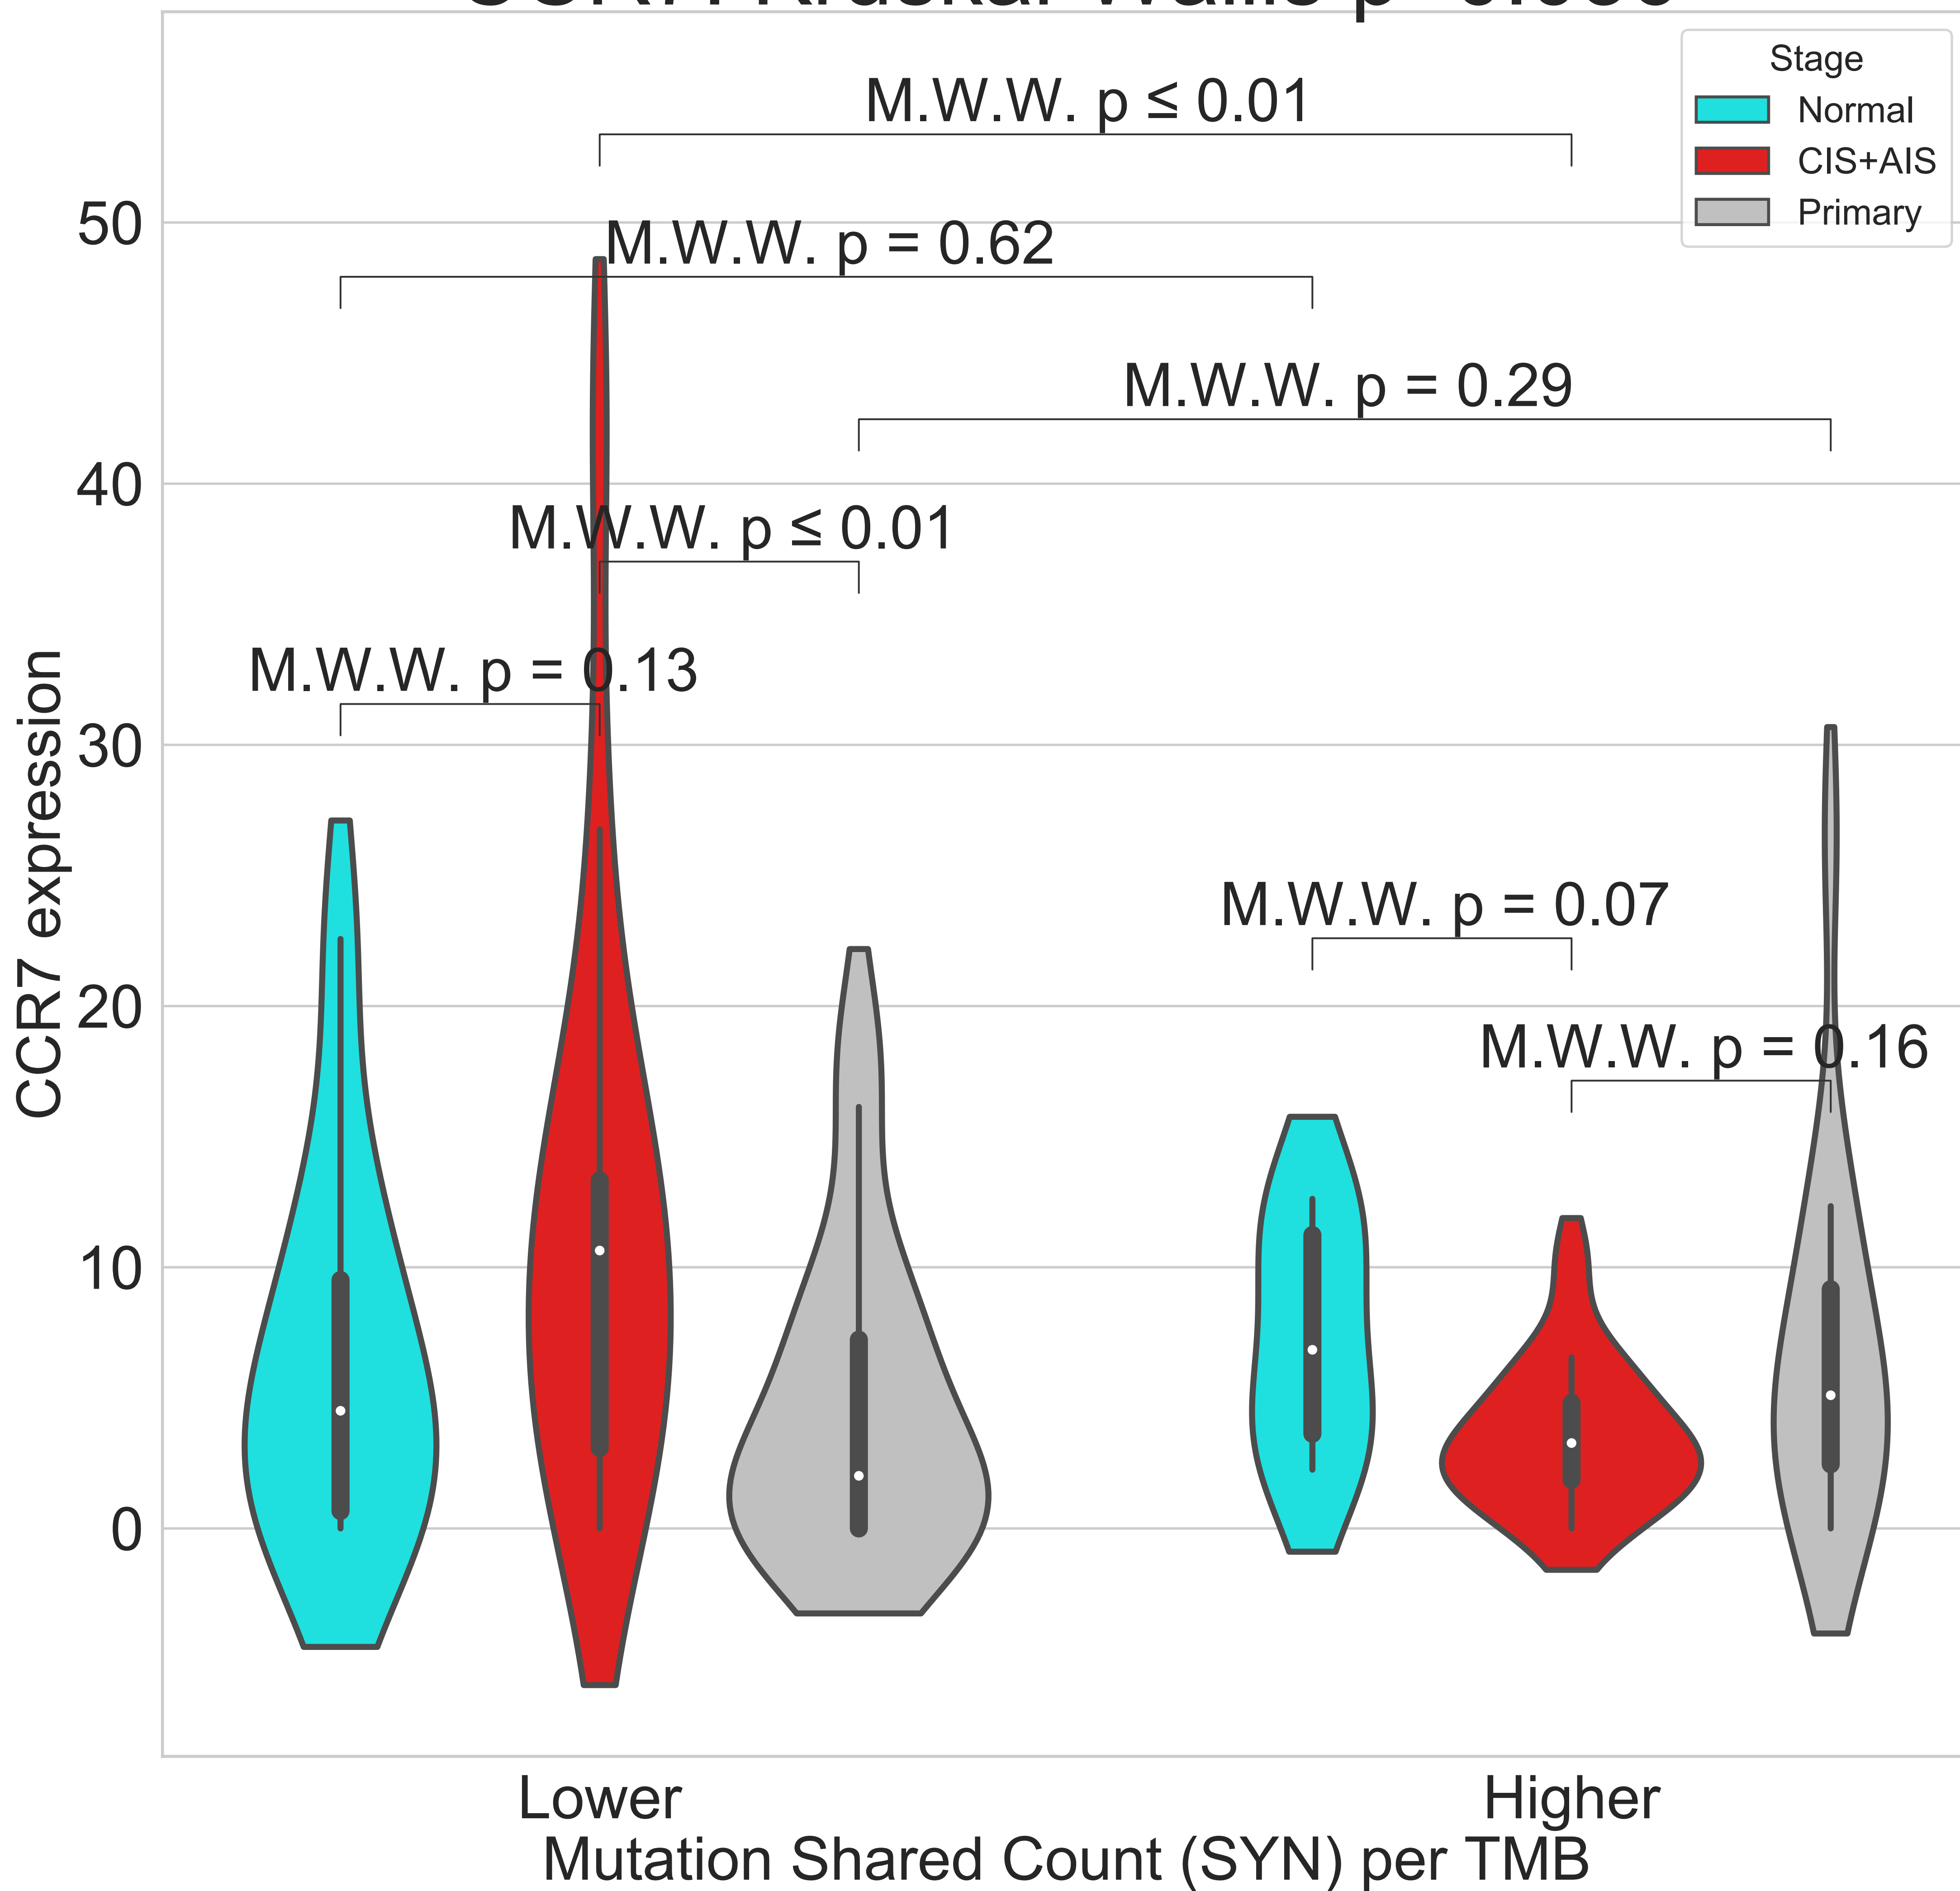 Stage
Normal
CIS+AIS
Primary
M.W.W. p ≤ 0.01
M.W.W. p = 0.62
M.W.W. p = 0.29
M.W.W. p ≤ 0.01
M.W.W. p = 0.13
M.W.W. p = 0.07
M.W.W. p = 0.16
50
40
30
20
10
0
CCR7 expression
Lower
Higher
Mutation Shared Count (SYN) per TMB